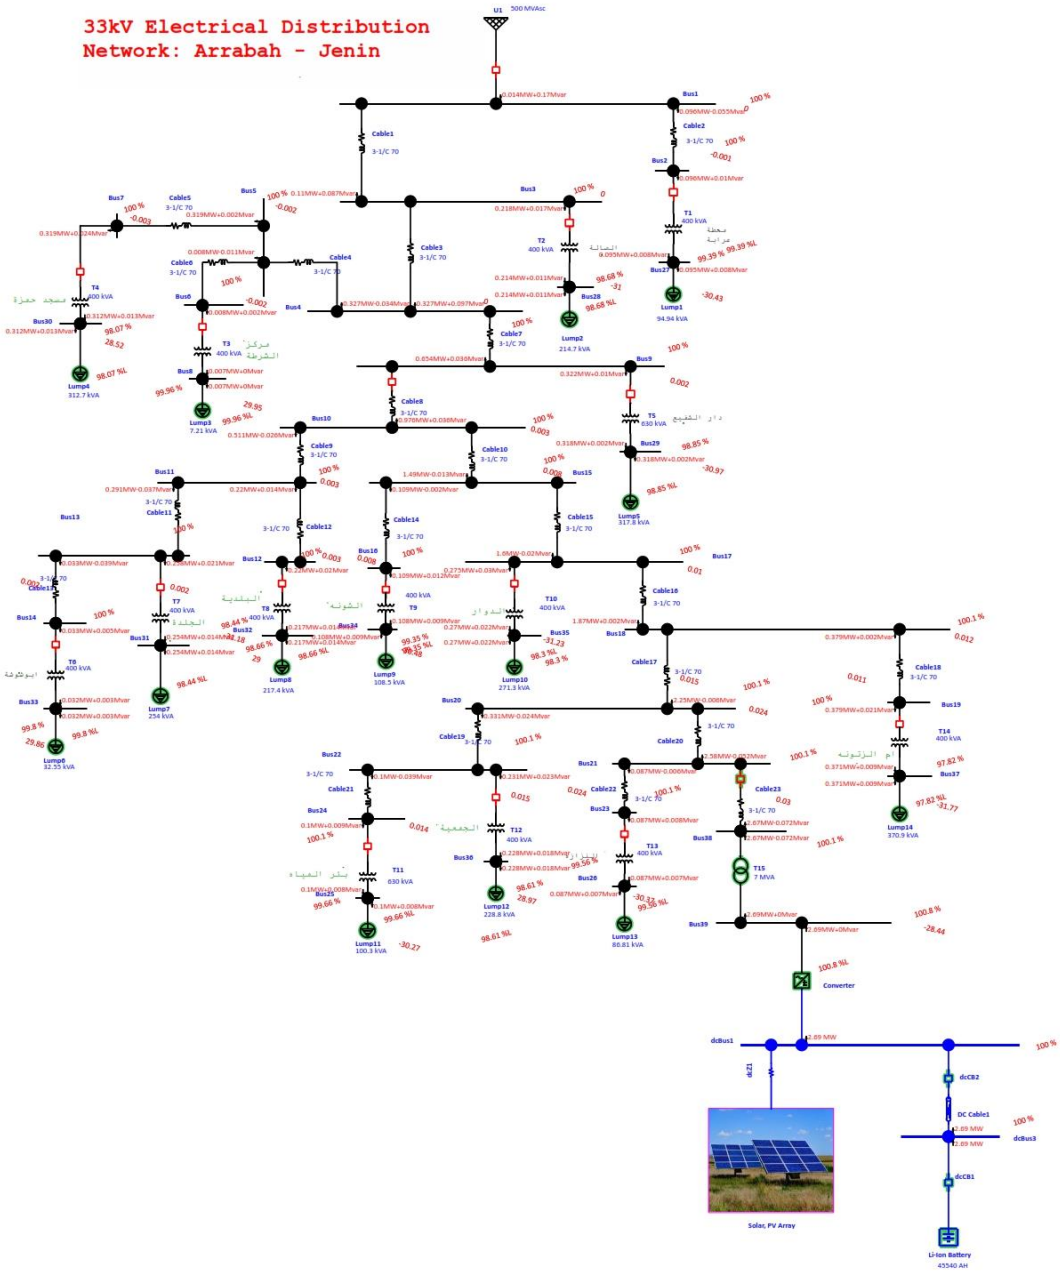 33kV Electrical Distribution
Network: Arrabah - Jenin
U1
500 MVAsc
0.014MW+0.17Mvar
Bus1
100 %
0.096MW-0.055Mvar
0
Cable1
3-1/C 70
Cable2
3-1/C 70
100 %
-0.001
Bus2
0.096MW+0.01Mvar
T1
400 kVA
محطة
عرابة
99.39 %
99.39 %L
0.095MW+0.008Mvar
Bus27
0.095MW+0.008Mvar
-30.43
Lump1
94.94 kVA
0.11MW+0.087Mvar
Bus3
100 %
0
0.218MW+0.017Mvar
T2
400 kVA
الصالة
0.214MW+0.011Mvar
98.68 %
-31
0.214MW+0.011Mvar
Bus28
98.68 %L
Lump2
214.7 kVA
Cable3
3-1/C 70
Bus5
100 %
-0.002
Bus7
100 %
-0.003
Cable5
3-1/C 70
0.319MW+0.002Mvar
0.319MW+0.024Mvar
T4
400 kVA
مسجد حمزة
Bus30
0.312MW+0.013Mvar
0.312MW+0.013Mvar
98.07 %
28.52
98.07 %L
Lump4
312.7 kVA
0.008MW-0.011Mvar
Cable6
3-1/C 70
100 %
-0.002
Cable4
3-1/C 70
Bus6
0.008MW+0.002Mvar
T3
400 kVA
مركز
الشرطة
Bus8
0.007MW+0Mvar
0.007MW+0Mvar
99.96 %
29.95
99.96 %L
Lump3
7.21 kVA
Bus4
0.327MW-0.034Mvar
0.327MW+0.097Mvar
0
100 %
Cable7
3-1/C 70
0.654MW+0.036Mvar
0.322MW+0.01Mvar
Bus9
100 %
0.002
T5
630 kVA
0.318MW+0.002Mvar
Bus29
98.85 %
0.318MW+0.002Mvar
-30.97
98.85 %L
Lump5
317.8 kVA
Cable8
3-1/C 70
0.976MW+0.038Mvar
100 %
0.003
Bus10
0.511MW-0.026Mvar
Cable9
3-1/C 70
100 %
0.003
Cable10
3-1/C 70
100 %
0.008
Bus11
0.291MW-0.037Mvar
0.22MW+0.014Mvar
1.49MW-0.013Mvar
0.109MW-0.002Mvar
Bus15
3-1/C 70
Cable11
100 %
Bus13
0.033MW-0.039Mvar
0.258MW+0.021Mvar
0.002
3-1/C 70
Cable13
0.002
T7
400 kVA
Bus14
100 %
0.033MW+0.005Mvar
T6
400 kVA
Bus33
0.032MW+0.003Mvar
0.032MW+0.003Mvar
99.8 %
29.86
99.8 %L
Lump6
32.55 kVA
0.254MW+0.014Mvar
98.44 %
-31.18
Bus31
0.254MW+0.014Mvar
98.44 %L
Lump7
254 kVA
3-1/C 70
Cable12
Bus12
100 %
0.003
0.22MW+0.02Mvar
البلدية
T8
400 kVA
Bus32
0.217MW+0.014Mvar
98.66 %
29
98.66 %L
Lump8
217.4 kVA
Cable14
3-1/C 70
Bus16
0.008
100 %
0.109MW+0.012Mvar
400 kVA
T9
الشونه
0.108MW+0.009Mvar
0.108MW+0.009Mvar
99.35 %
Lump9
108.5 kVA
Cable15
3-1/C 70
1.6MW-0.02Mvar
0.275MW+0.03Mvar
Bus17
100 %
0.01
T10
400 kVA
الدوار
0.27MW+0.022Mvar
0.27MW+0.022Mvar
Bus35
-31.23
98.3 %L
98.3 %
Lump10
271.3 kVA
Cable16
3-1/C 70
1.87MW+0.002Mvar
Bus18
0.379MW+0.002Mvar
100.1 %
0.012
Cable17
3-1/C 70
0.015
100.1 %
Cable18
3-1/C 70
0.011
100 %
0.379MW+0.021Mvar
Bus19
T14
400 kVA
0.371MW+0.009Mvar
0.371MW+0.009Mvar
97.82 %
Bus37
97.82 %L
-31.77
Lump14
370.9 kVA
Bus20
0.331MW-0.024Mvar
2.25MW-0.006Mvar
0.024
Cable19
3-1/C 70
100.1 %
3-1/C 70
Cable20
Bus22
3-1/C 70
0.1MW-0.039Mvar
0.231MW+0.023Mvar
0.015
Cable21
Bus24
0.1MW+0.009Mvar
0.014
100.1 %
T11
630 kVA
بئر المياه
0.1MW+0.008Mvar
Bus25
99.66 %
0.1MW+0.008Mvar
99.66 %L
-30.27
Lump11
100.3 kVA
T12
400 kVA
الجمعية
Bus36
0.228MW+0.018Mvar
0.228MW+0.018Mvar
98.61 %
28.97
98.61 %L
Lump12
228.8 kVA
Bus21
0.087MW-0.006Mvar
2.58MW-0.052Mvar
100.1 %
0.024
Cable22
3-1/C 70
100.1 %
Bus23
0.087MW+0.008Mvar
T13
400 kVA
99.56 %
Bus26
0.087MW+0.007Mvar
0.087MW+0.007Mvar
-30.32
99.56 %L
Lump13
86.81 kVA
Cable23
3-1/C 70
0.03
2.67MW-0.072Mvar
Bus38
2.67MW-0.072Mvar
100.1 %
T15
7 MVA
Bus39
2.69MW+0Mvar
2.69MW+0Mvar
100.8 %
-28.44
100.8 %L
Converter
2.69 MW
dcBus1
100 %
dcZ1
dcCB2
DC Cable1
2.69 MW
2.69 MW
100 %
dcBus3
dcCB1
Solar, PV Array
Li-Ion Battery
45540 AH